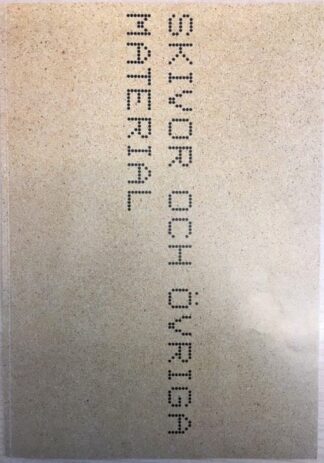 SKIVOR OCH ÖVRIGA
MATERIAL